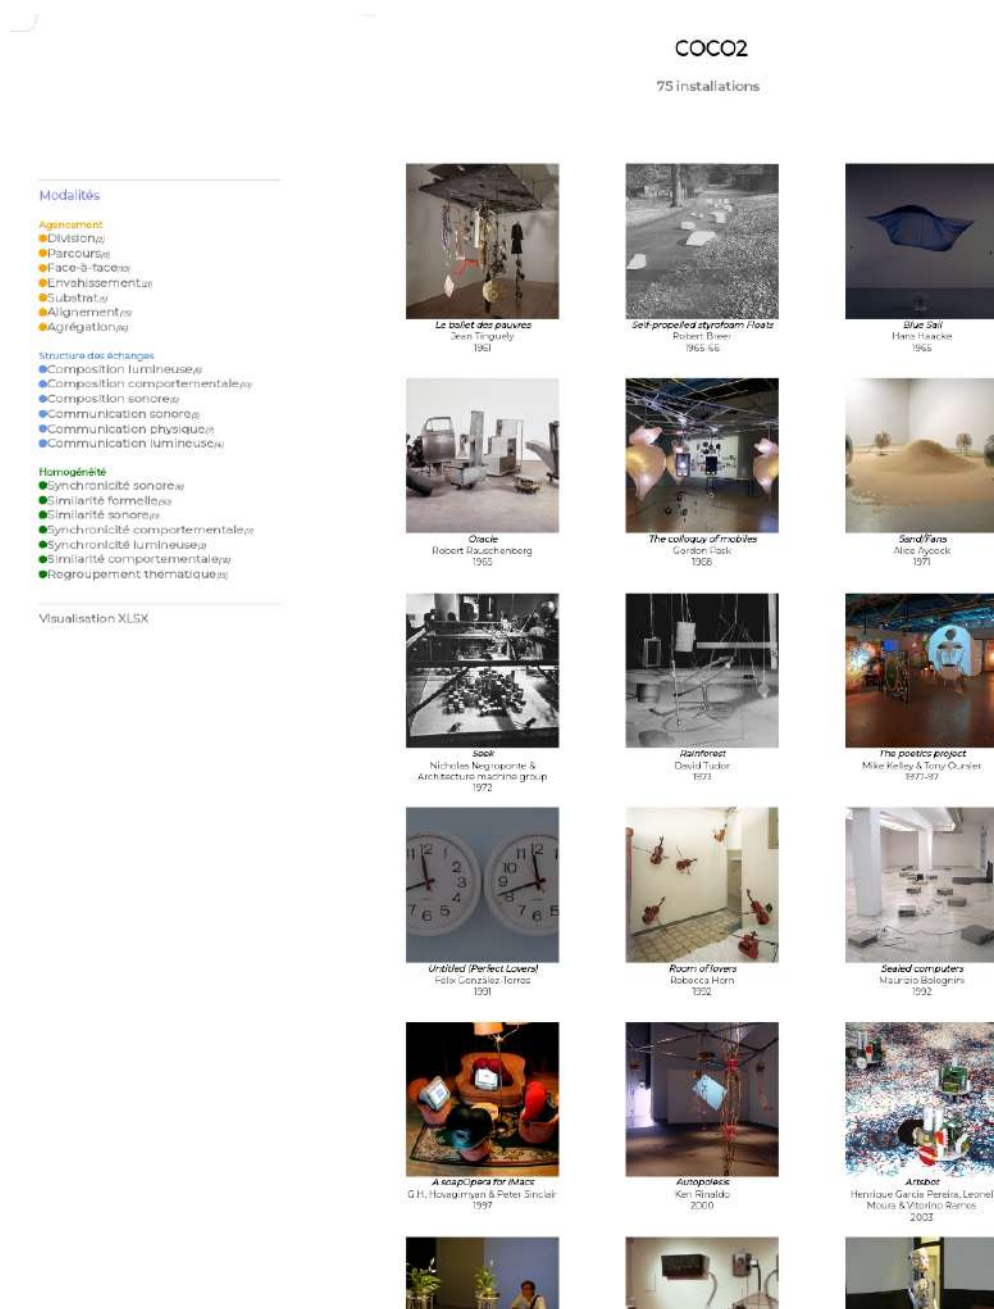 COCO2
75 installations
Modalités
Agencement
Division
Parcours
Face-à-face
Envahissement
Substrat
Alignement
Agrégation
Structure des échanges
Composition lumineuse
Composition comportementale
Composition sonore
Communication sonore
Communication physique
Communication lumineuse
Homogénéité
Synchronicité sonore
Similarité formelle
Similarité sonore
Synchronicité comportementale
Synchronicité lumineuse
Similarité comportementale
Regroupement thématique
Visualisation XLSX
Le ballet des pauvres
Jean Tinguely
1961
Self-propelled styrofoam Floats
Robert Breer
1965-66
Blue Sail
Hans Haacke
1965
Oracle
Robert Rauschenberg
1965
The colloquy of mobiles
Gordon Pask
1968
Sand/Fans
Alice Aycock
1971
Seek
Nicholas Negroponte &
Architecture machine group
1972
Rainforest
David Tudor
1973
The poetics project
Mike Kelley & Tony Oursler
1977-97
Untitled (Perfect Lovers)
Félix González-Torres
1991
Room of lovers
Rebecca Horn
1992
Sealed computers
Maurizio Bolognini
1992
A soapOpera for iMacs
G.H. Hovagimyan & Peter Sinclair
1997
Autopoiesis
Ken Rinaldo
2000
Artsbot
Henrique Garcia Pereira, Leonel
Moura & Vitorino Ramos
2003